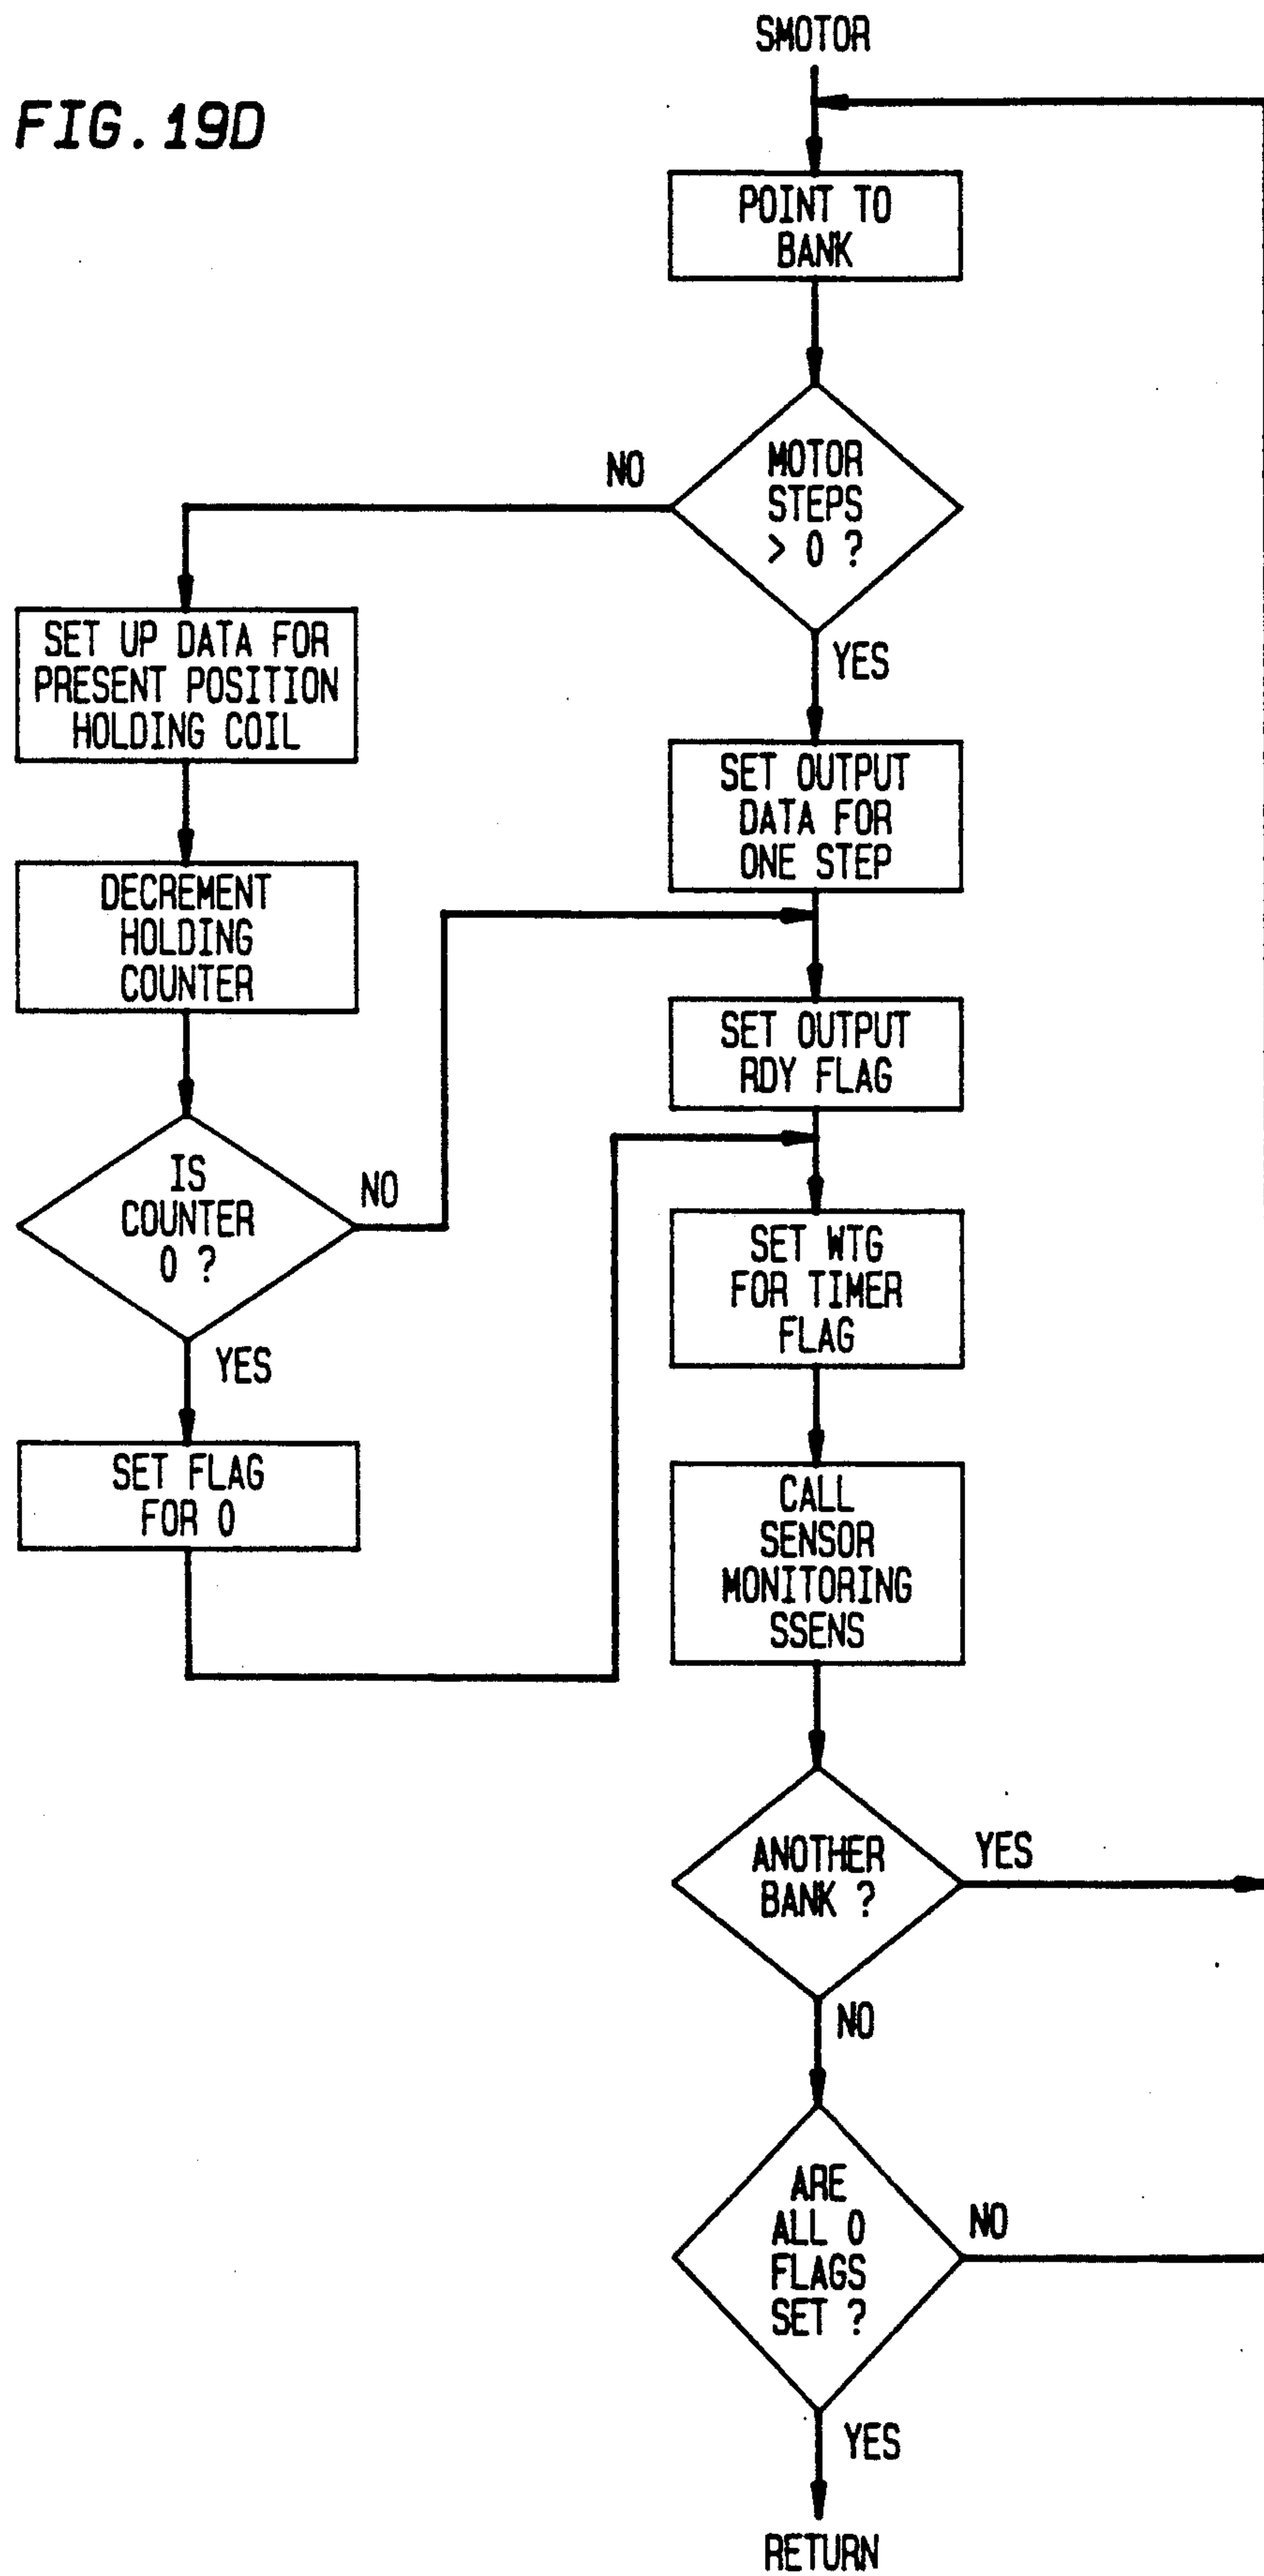 SMOTOR
FIG. 19D
POINT TO
BANK
MOTOR
STEPS
> 0 ?
NO
YES
SET UP DATA FOR
PRESENT POSITION
HOLDING COIL
SET OUTPUT
DATA FOR
ONE STEP
DECREMENT
HOLDING
COUNTER
SET OUTPUT
RDY FLAG
IS
COUNTER
0 ?
NO
YES
SET WTG
FOR TIMER
FLAG
SET FLAG
FOR 0
CALL
SENSOR
MONITORING
SSENS
ANOTHER
BANK ?
YES
NO
ARE
ALL 0
FLAGS
SET ?
NO
YES
RETURN